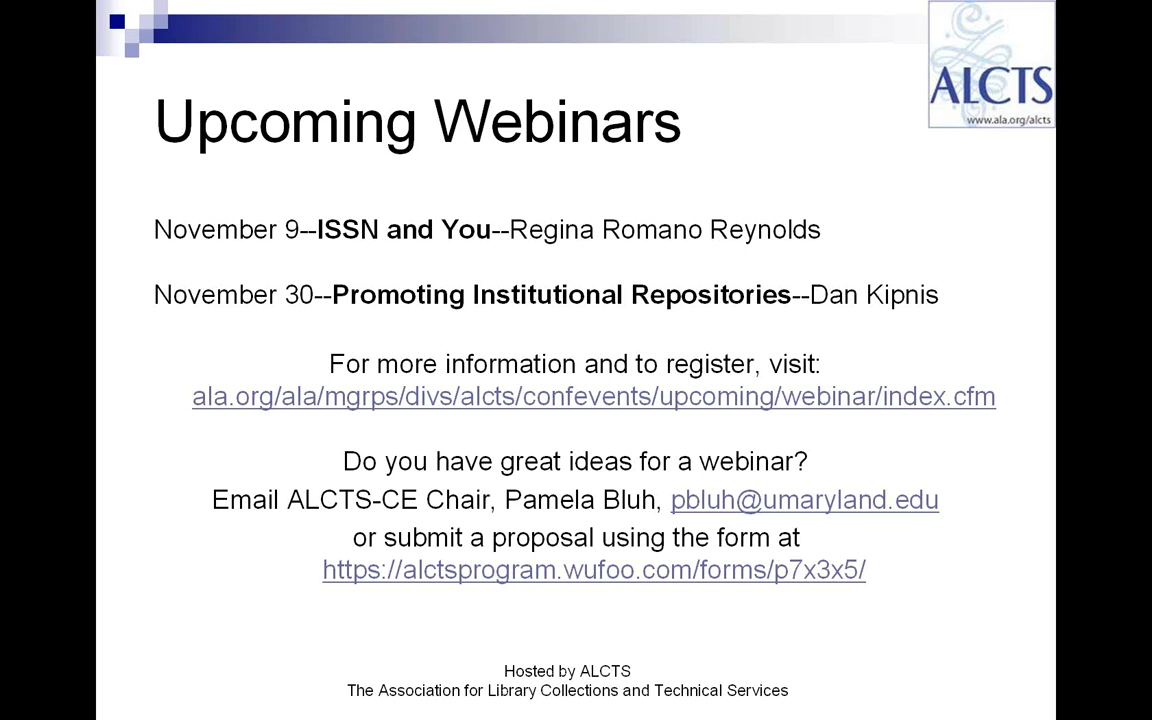 ALCTS
www.ala.org/alcts
Upcoming Webinars
November 9--ISSN and You--Regina Romano Reynolds
November 30--Promoting Institutional Repositories--Dan Kipnis
For more information and to register, visit:
ala.org/ala/mgrps/divs/alcts/confevents/upcoming/webinar/index.cfm
Do you have great ideas for a webinar?
Email ALCTS-CE Chair, Pamela Bluh, pbluh@umaryland.edu
or submit a proposal using the form at
https://alctsprogram.wufoo.com/forms/p7x3x5/
Hosted by ALCTS
The Association for Library Collections and Technical Services